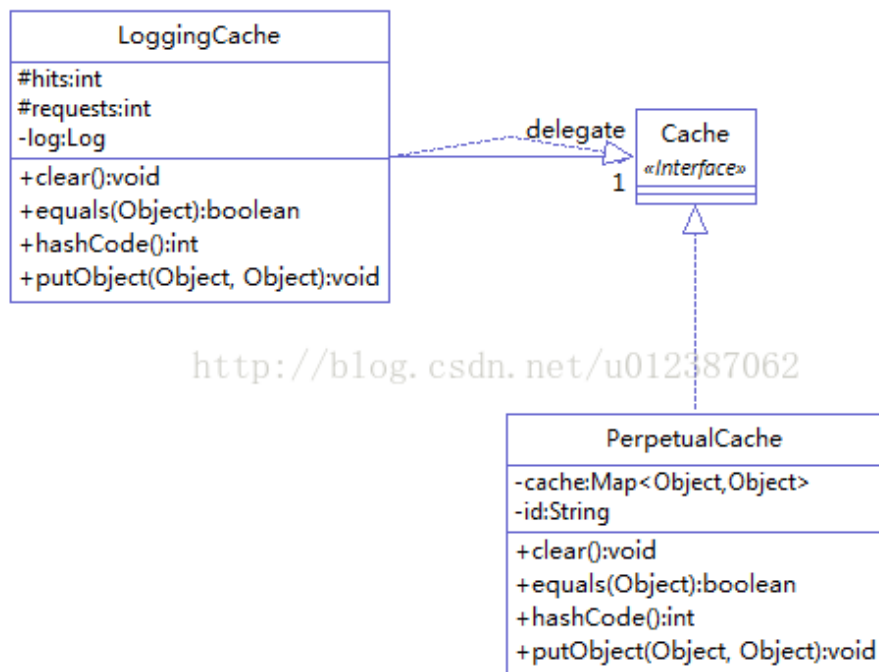 LoggingCache
#hits:int
#requests:int
-log:Log
+clear():void
+equals(Object):boolean
+hashCode():int
+putObject(Object, Object):void
delegate
1
Cache
«Interface»
http://blog.csdn.net/u012387062
PerpetualCache
-cache:Map<Object,Object>
-id:String
+clear():void
+equals(Object):boolean
+hashCode():int
+putObject(Object, Object):void